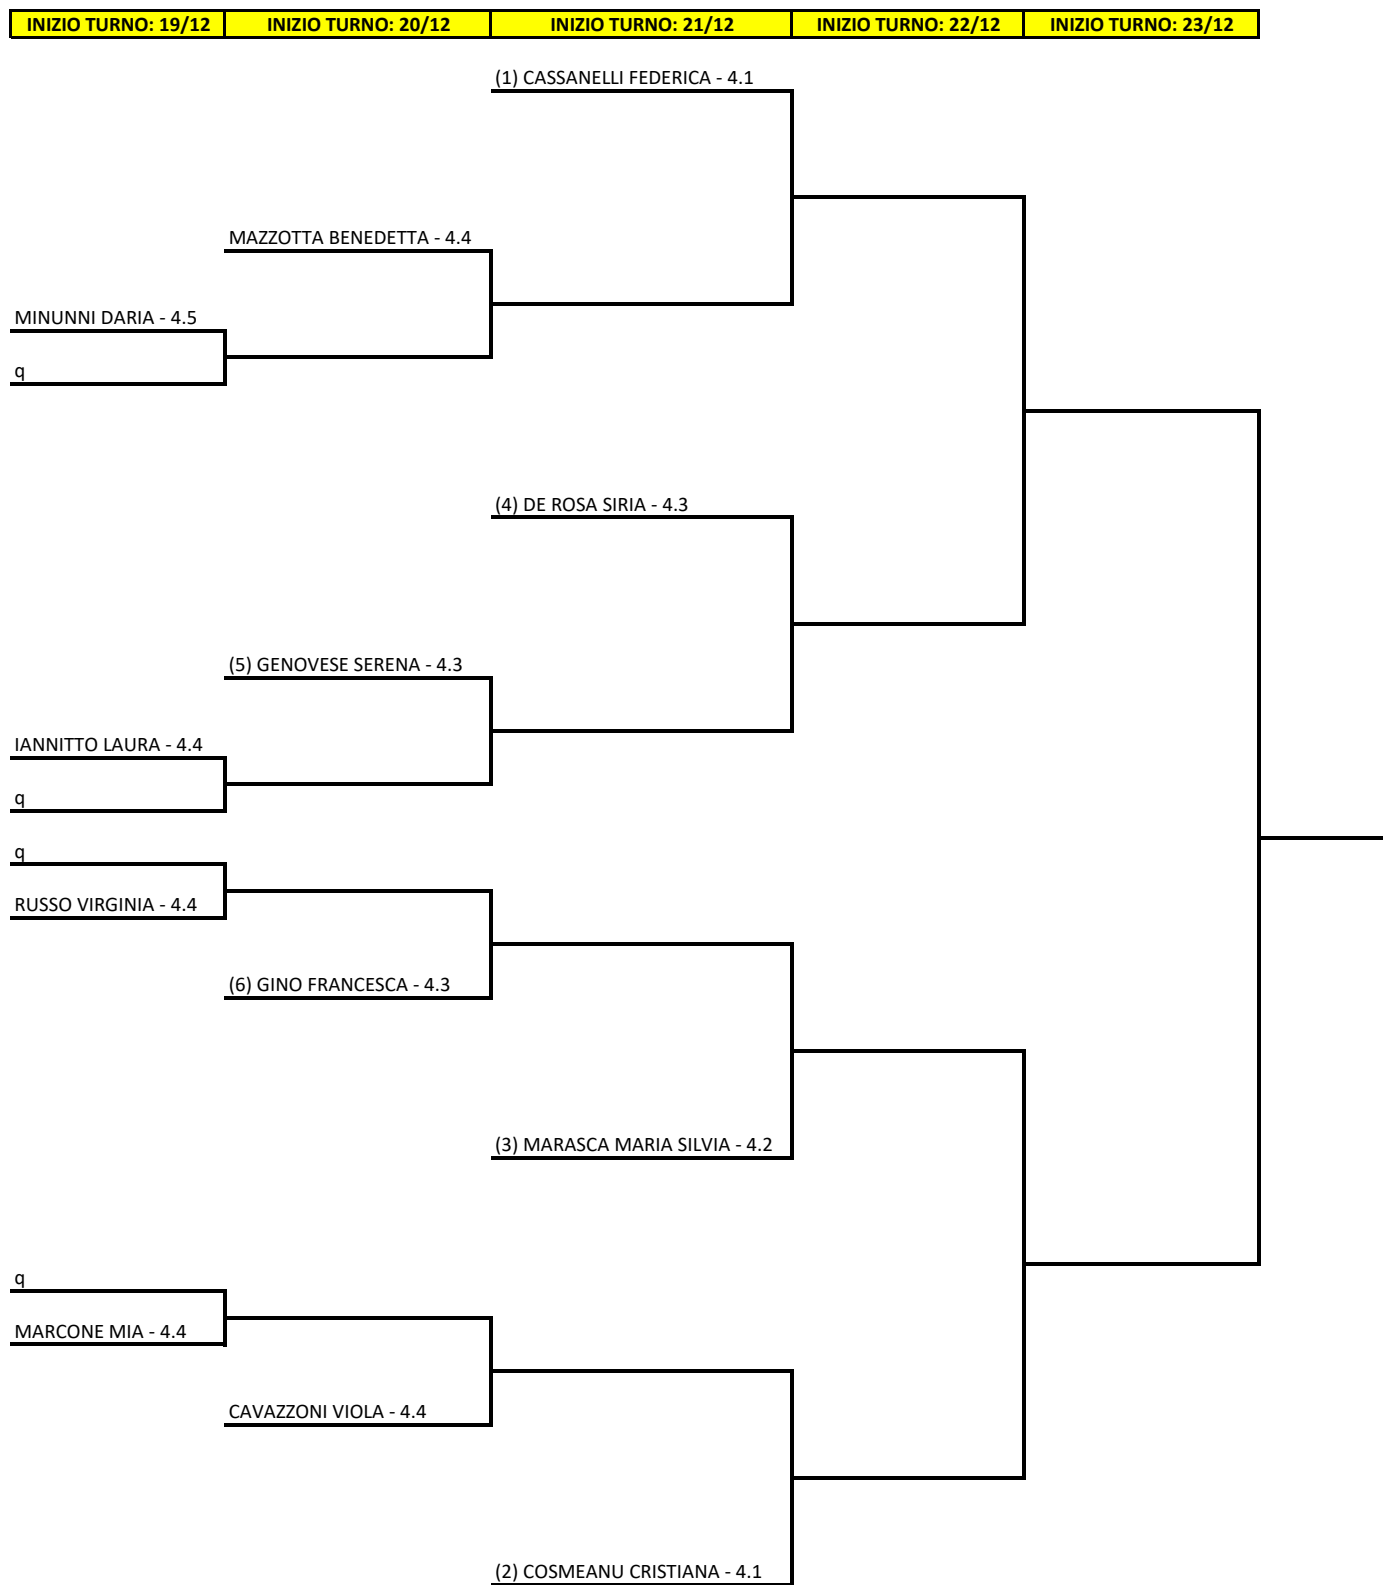 INIZIO TURNO: 19/12 INIZIO TURNO: 20/12 INIZIO TURNO: 21/12 INIZIO TURNO: 22/12 INIZIO TURNO: 23/12
(1) CASSANELLI FEDERICA - 4.1
MAZZOTTA BENEDETTA - 4.4
MINUNNI DARIA - 4.5
q
(4) DE ROSA SIRIA - 4.3
(5) GENOVESE SERENA - 4.3
IANNITTO LAURA - 4.4
q
q
RUSSO VIRGINIA - 4.4
(6) GINO FRANCESCA - 4.3
(3) MARASCA MARIA SILVIA - 4.2
q
MARCONE MIA - 4.4
CAVAZZONI VIOLA - 4.4
(2) COSMEANU CRISTIANA - 4.1